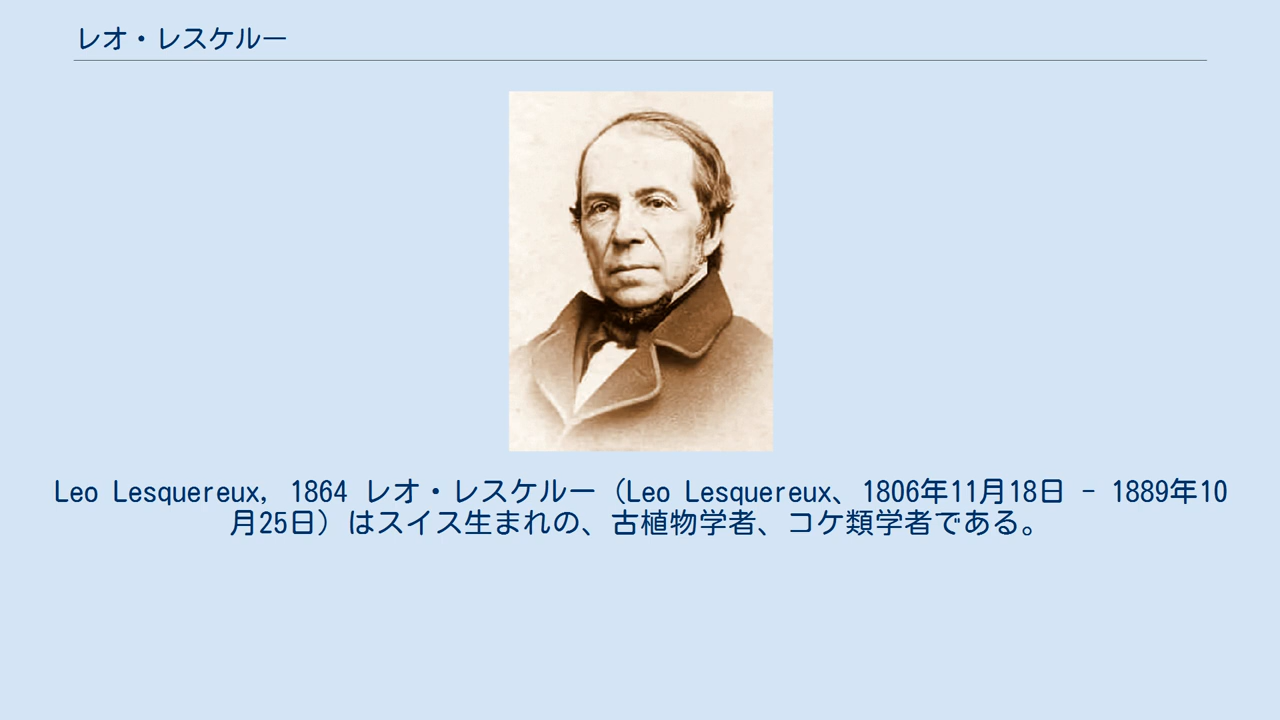 レオ・レスケルー
Leo Lesquereux, 1864 レオ・レスケルー（Leo Lesquereux、1806年11月18日 - 1889年10
月25日）はスイス生まれの、古植物学者、コケ類学者である。